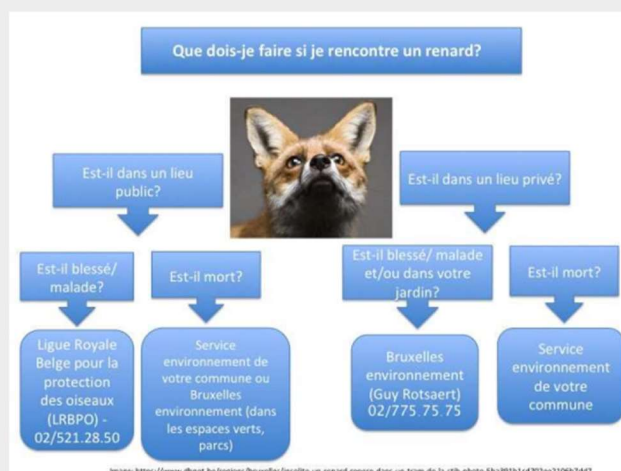 Que dois-je faire si je rencontre un renard?
Est-il dans un lieu
public?
Est-il dans un lieu privé?
Est-il blessé/
malade?
Est-il mort?
Est-il blessé/ malade
et/ou dans votre
jardin?
Est-il mort?
Ligue Royale
Belge pour la
protection
des oiseaux
(LRBPO) -
02/521.28.50
Service
environnement de
votre commune ou
Bruxelles
environnement (dans
les espaces verts,
parcs)
Bruxelles
environnement
(Guy Rotsaert)
02/775.75.75
Service
environnement
de votre
commune